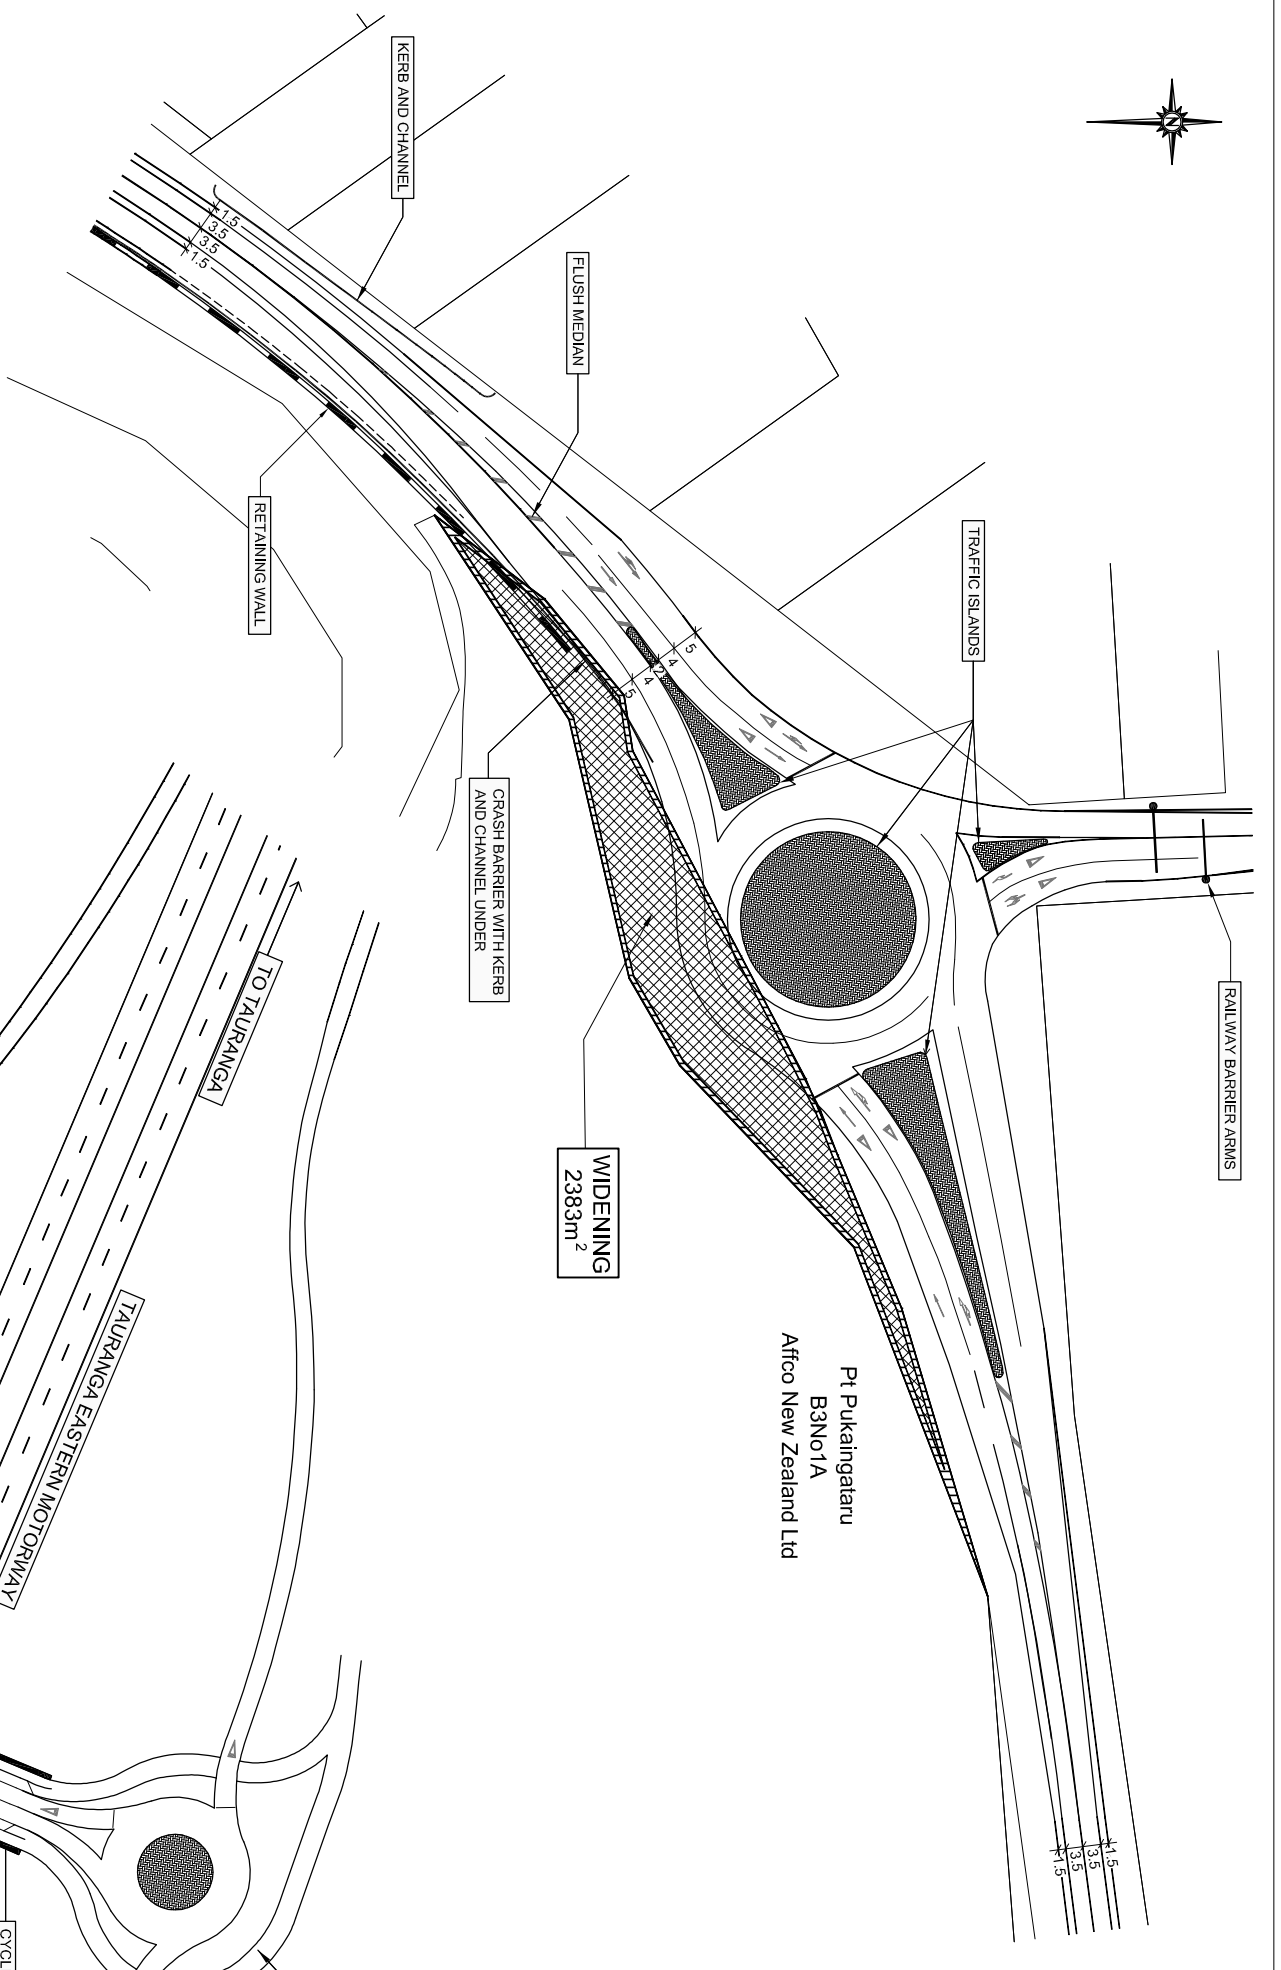 N
KERB AND CHANNEL
1.5
3.5
3.5
1.5
FLUSH MEDIAN
RETAINING WALL
TRAFFIC ISLANDS
5
4
2
4
5
CRASH BARRIER WITH KERB
AND CHANNEL UNDER
RAILWAY BARRIER ARMS
WIDENING
2383m²
Pt Pukaingataru
B3No1A
Affco New Zealand Ltd
TO TAURANGA
TAURANGA EASTERN MOTORWAY
1.5
3.5
3.5
1.5
CYCL